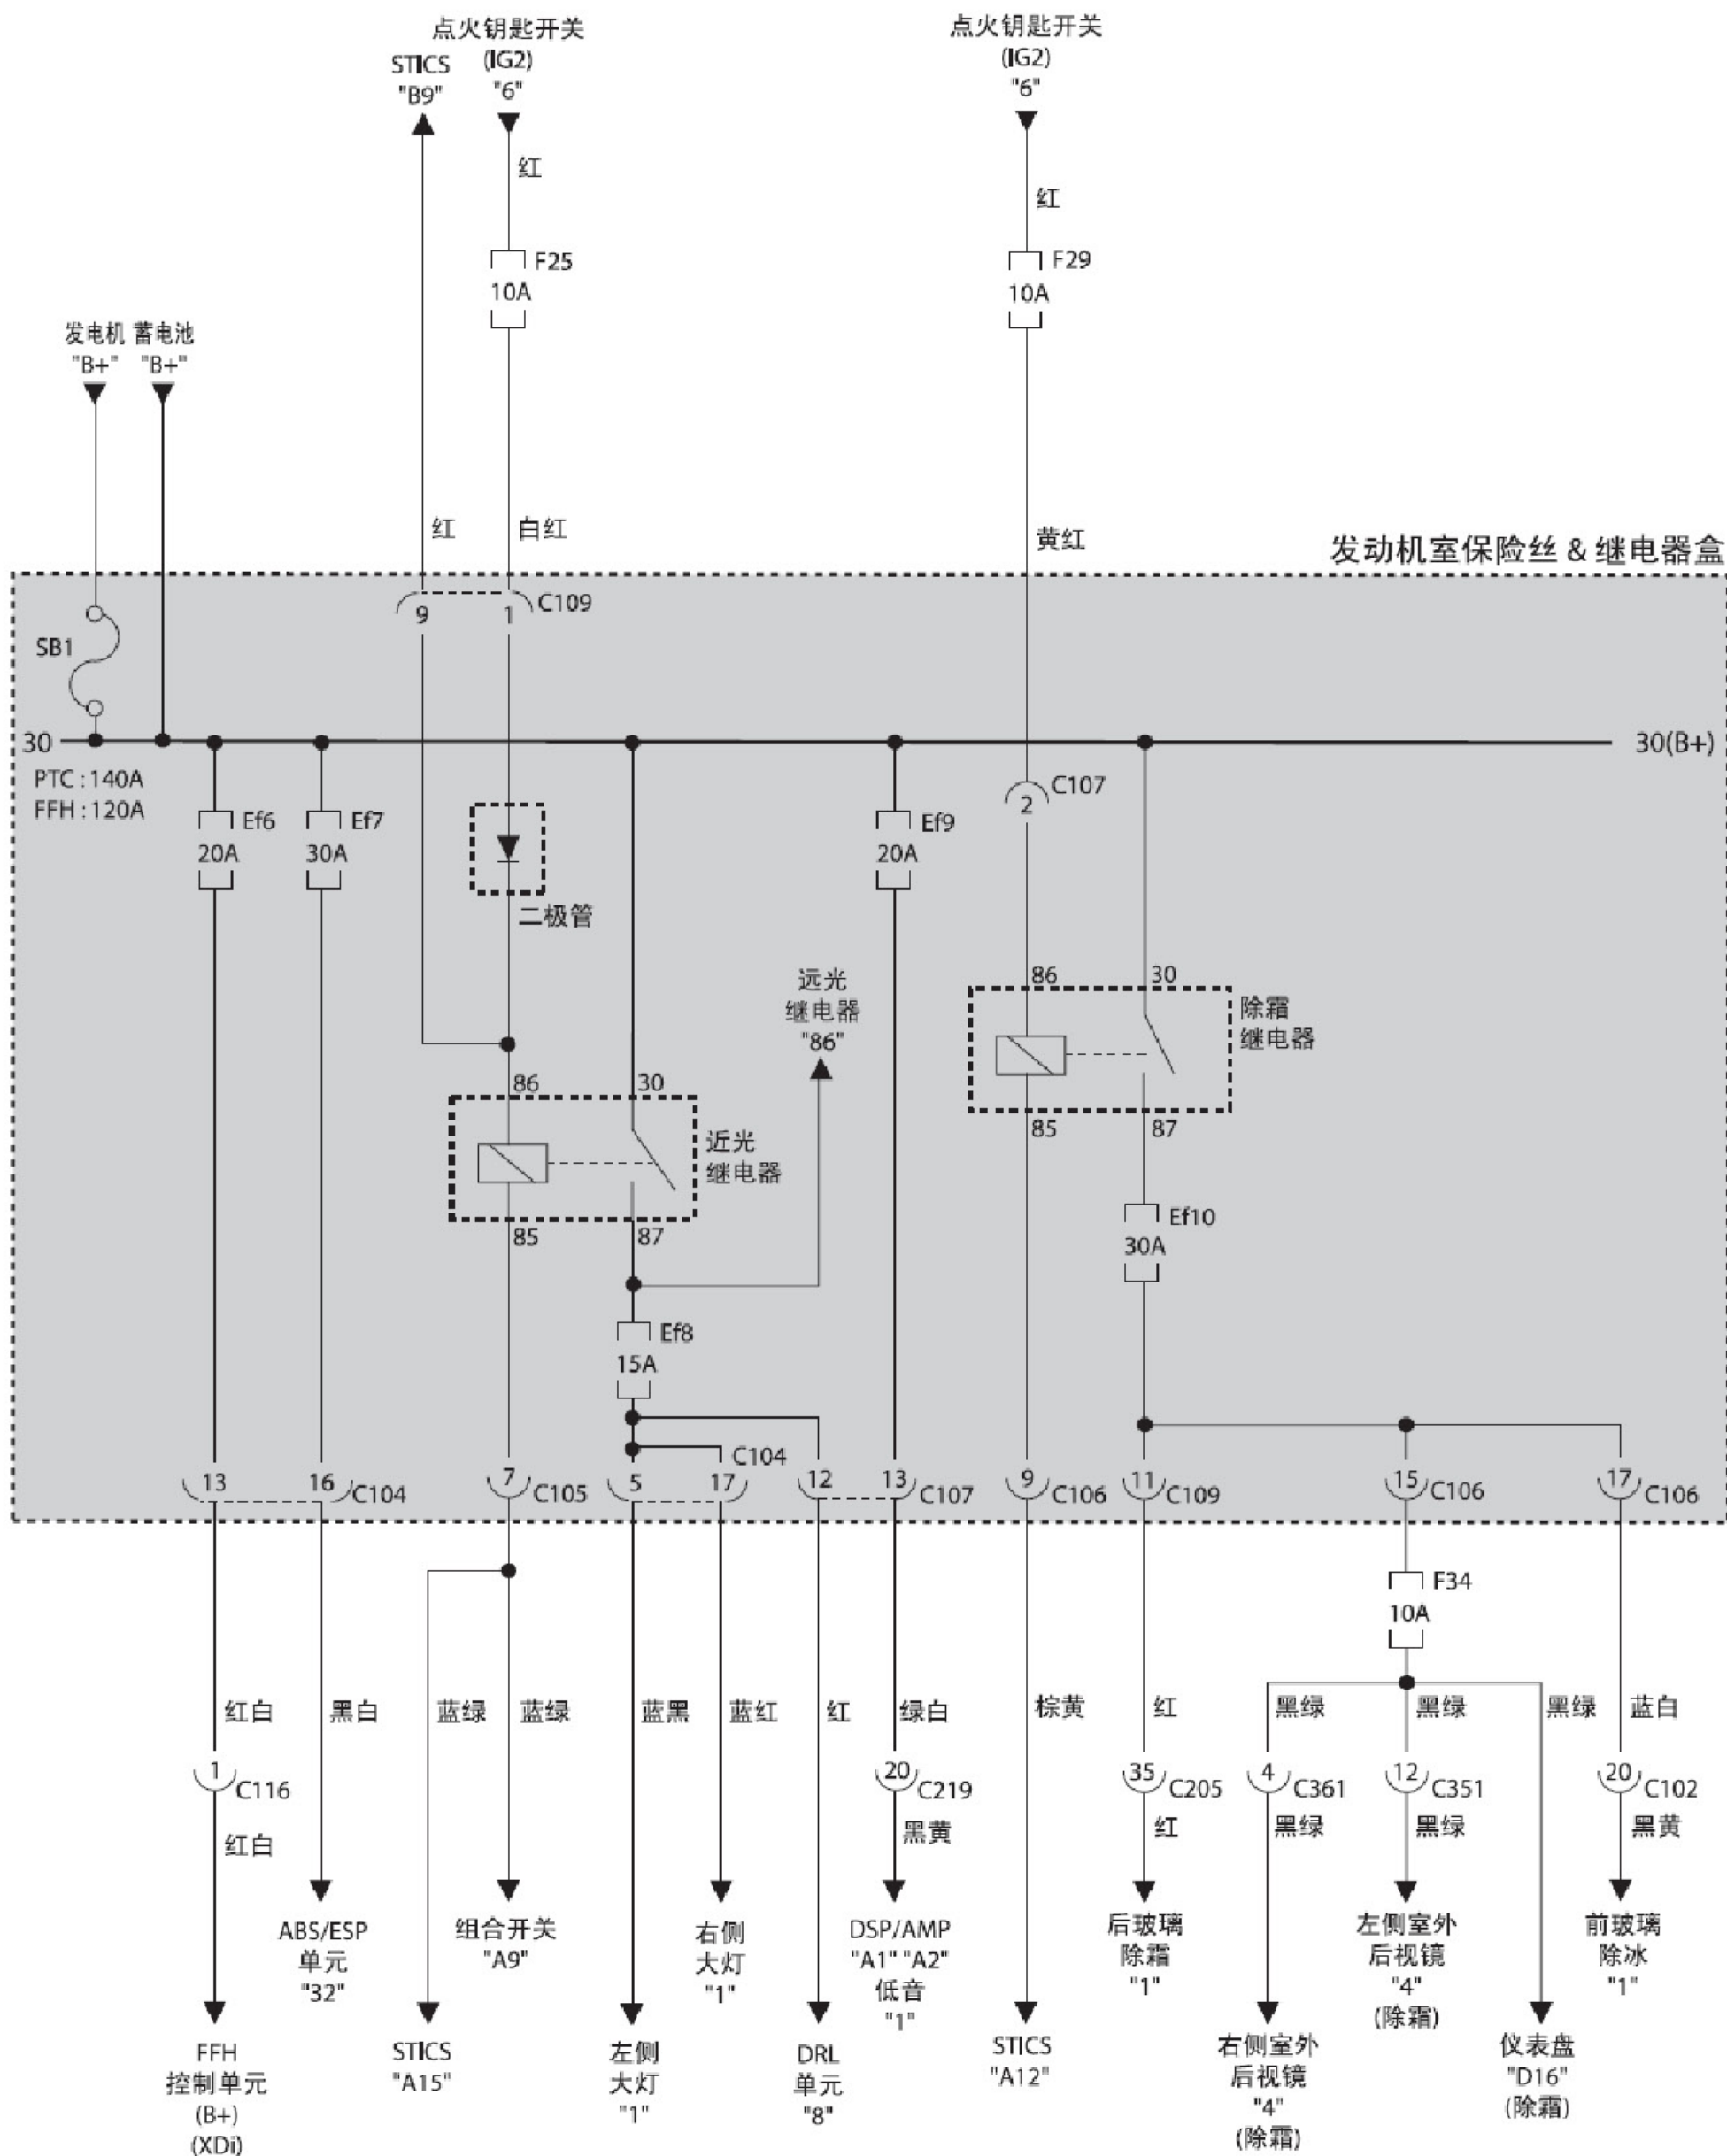 点火钥匙开关
(IG2)
"6"
STICS
"B9"
点火钥匙开关
(IG2)
"6"
红
红
F25
10A
F29
10A
发电机 蓄电池
"B+" "B+"
红
白红
黄红
发动机室保险丝 & 继电器盒
9
1
C109
SB1
30
30(B+)
PTC : 140A
FFH : 120A
2
C107
Ef6
20A
Ef7
30A
Ef9
20A
二极管
远光
继电器
"86"
86
30
除霜
继电器
85
87
86
30
近光
继电器
85
87
Ef10
30A
Ef8
15A
13
16
C104
7
C105
5
17
C104
12
13
C107
9
C106
11
C109
15
C106
17
C106
F34
10A
红白
黑白
蓝绿
蓝绿
蓝黑
蓝红
红
绿白
棕黄
红
黑绿
黑绿
黑绿
蓝白
1
C116
20
C219
35
C205
4
C361
12
C351
20
C102
红白
黑黄
红
黑绿
黑绿
黑黄
ABS/ESP
单元
"32"
组合开关
"A9"
右侧
大灯
"1"
DSP/AMP
"A1" "A2"
低音
"1"
后玻璃
除霜
"1"
左侧室外
后视镜
"4"
(除霜)
前玻璃
除冰
"1"
FFH
控制单元
(B+)
(XDi)
STICS
"A15"
左侧
大灯
"1"
DRL
单元
"8"
STICS
"A12"
右侧室外
后视镜
"4"
(除霜)
仪表盘
"D16"
(除霜)